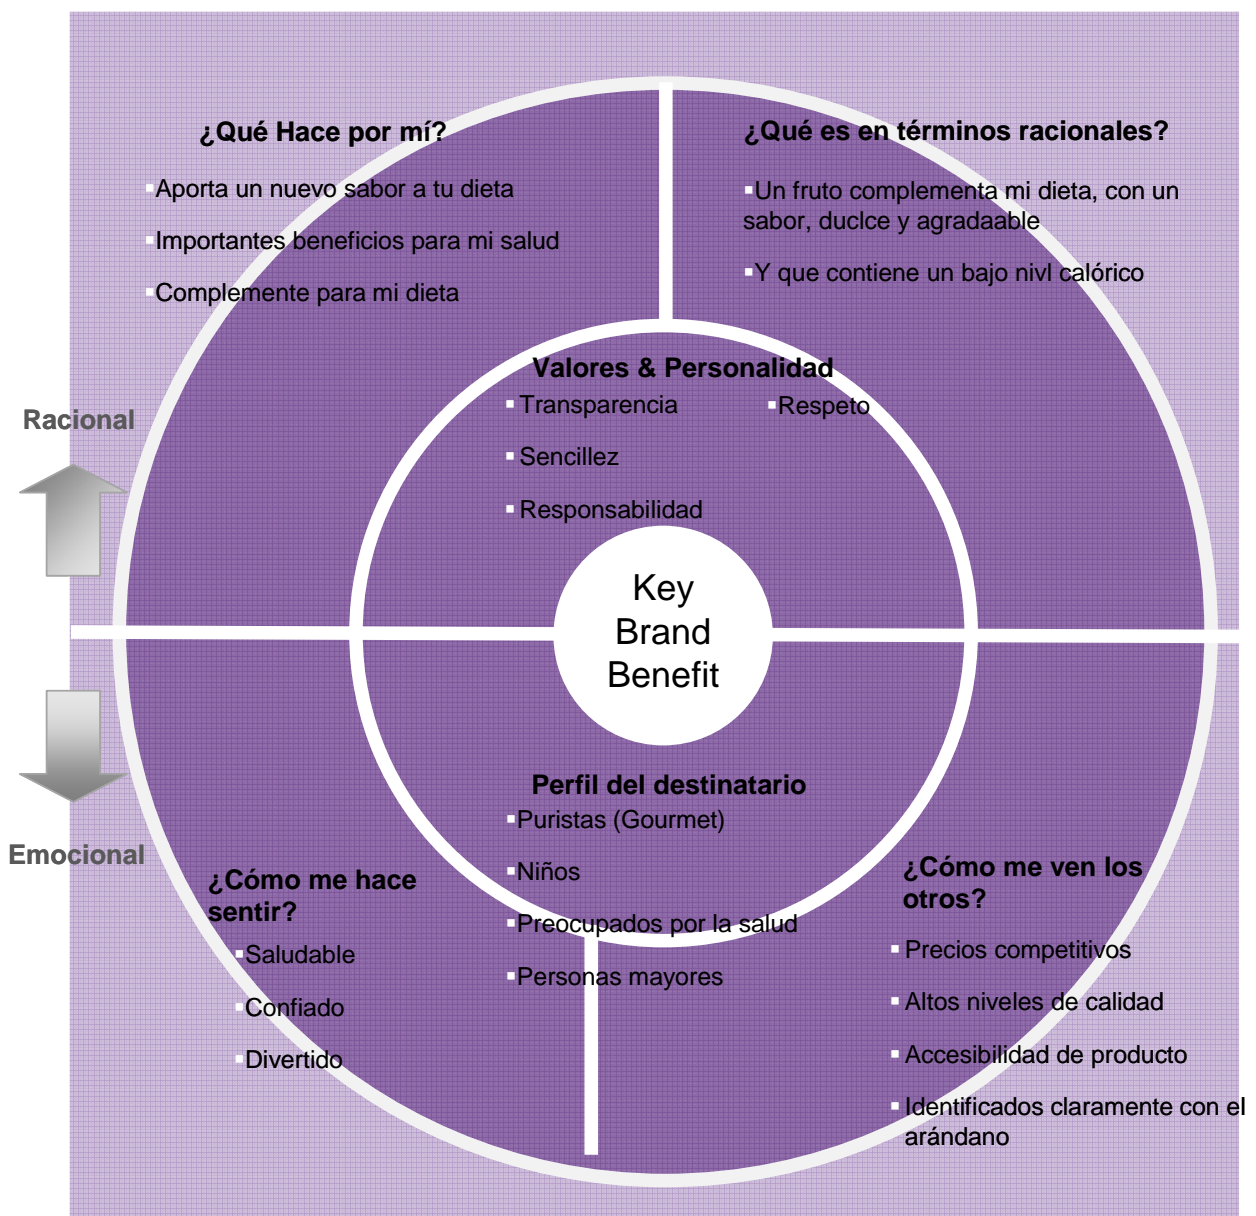 ¿Qué Hace por mí?
▪Aporta un nuevo sabor a tu dieta
▪Importantes beneficios para mi salud
▪Complemente para mi dieta
¿Qué es en términos racionales?
▪Un fruto complementa mi dieta, con un
sabor, duclce y agradaable
▪Y que contiene un bajo nivl calórico
Valores & Personalidad
▪Transparencia
▪Respeto
▪Sencillez
▪Responsabilidad
Racional
Key
Brand
Benefit
Emocional
Perfil del destinatario
▪Puristas (Gourmet)
▪Niños
▪Preocupados por la salud
▪Personas mayores
¿Cómo me hace
sentir?
▪Saludable
▪Confiado
▪Divertido
¿Cómo me ven los
otros?
▪Precios competitivos
▪Altos niveles de calidad
▪Accesibilidad de producto
▪Identificados claramente con el
arándano